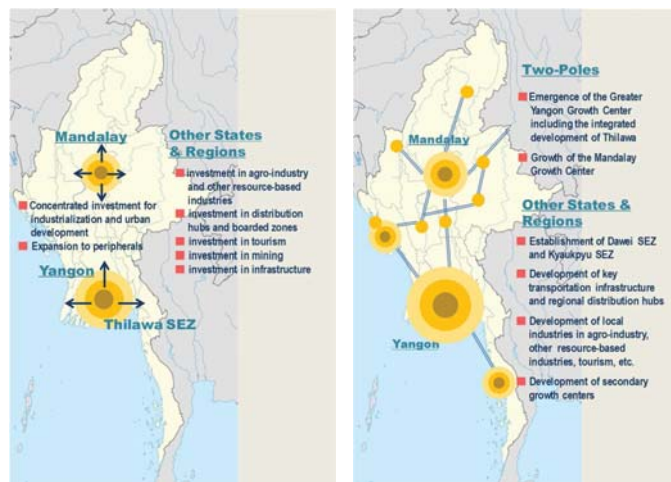 Mandalay
Other States
& Regions
investment in agro-industry
and other resource-based
industries
investment in distribution
hubs and boarded zones
investment in tourism
investment in mining
investment in infrastructure
Concentrated investment for
industrialization and urban
development
Expansion to peripherals
Yangon
Thilawa SEZ
Two-Poles
Emergence of the Greater
Yangon Growth Center
including the integrated
development of Thilawa
Growth of the Mandalay
Growth Center
Mandalay
Other States &
Regions
Establishment of Dawei SEZ
and Kyaukpyu SEZ
Development of key
transportation infrastructure
and regional distribution hubs
Development of local
industries in agro-industry,
other resource-based
industries, tourism, etc.
Development of secondary
growth centers
Yangon